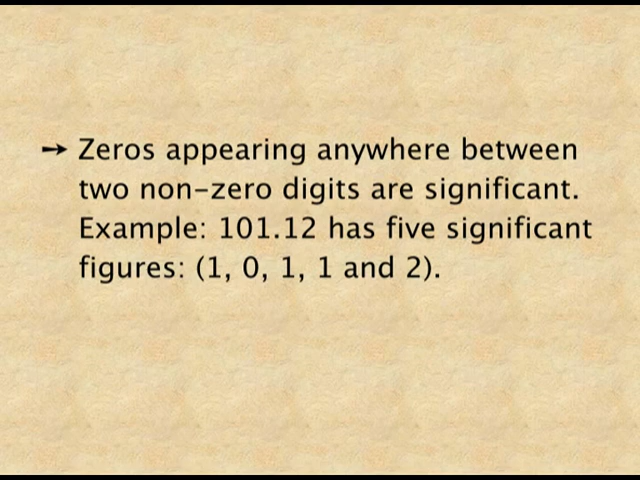 → Zeros appearing anywhere between
two non-zero digits are significant.
Example: 101.12 has five significant
figures: (1, 0, 1, 1 and 2).